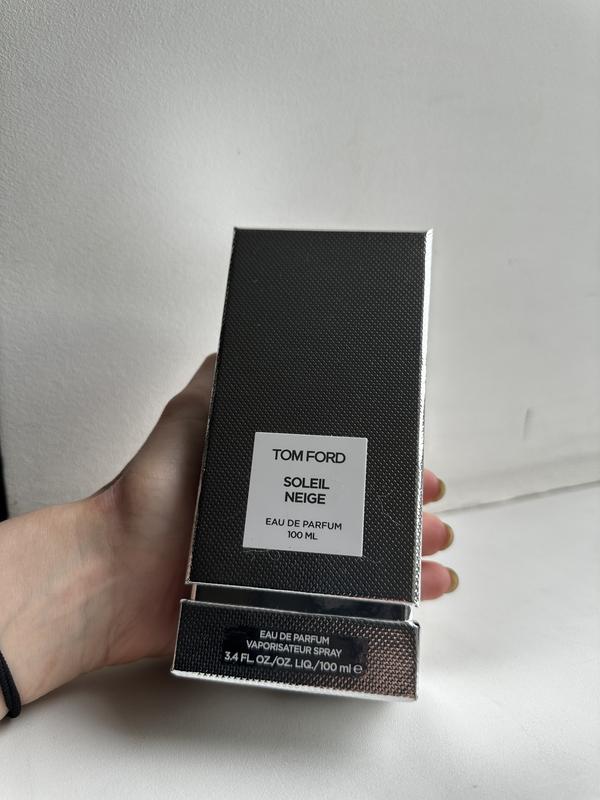 TOM FORD
SOLEIL
NEIGE
EAU DE PARFUM
100 ML
EAU DE PARFUM
VAPORISATEUR SPRAY
3.4 FL. OZ./OZ. LIQ./100 ml ℮